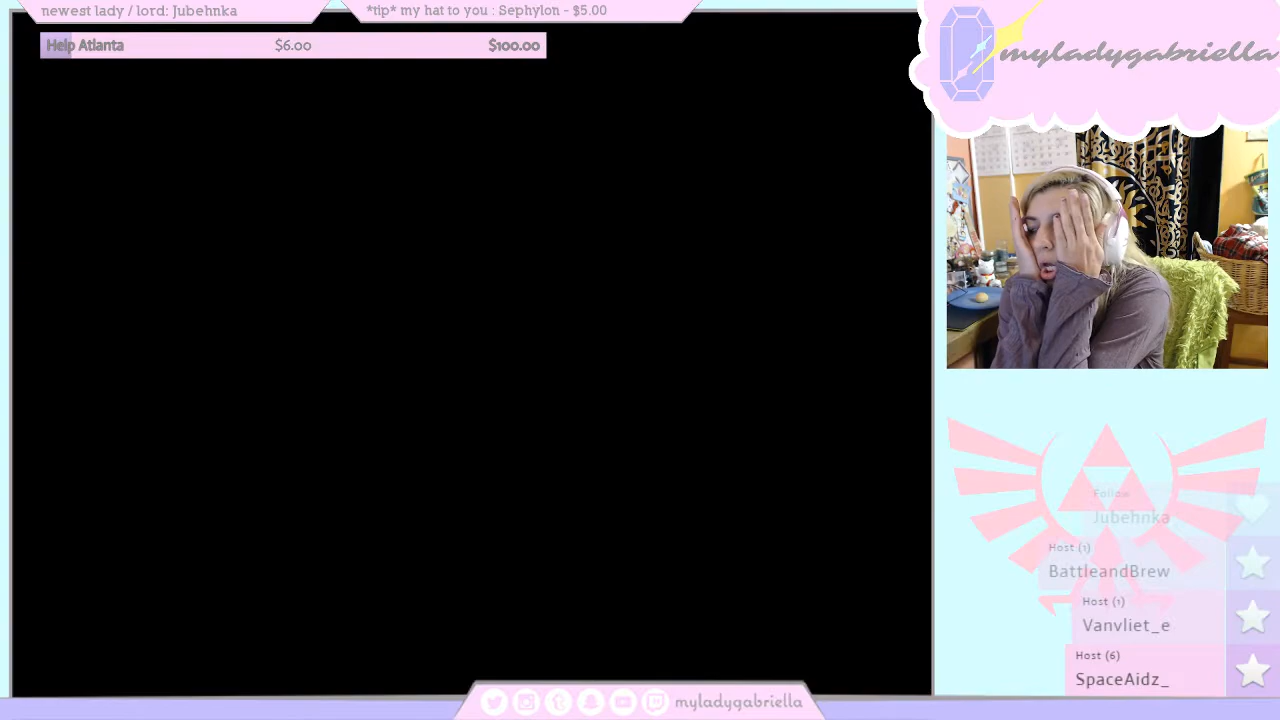 newest lady / lord: Jubehnka
*tip* my hat to you : Sephylon - $5.00
Help Atlanta $6.00 $100.00
myladygabriella
Follow
Jubehnka
Host (1)
BattleandBrew
Host (1)
Vanvliet_e
Host (6)
SpaceAidz_
myladygabriella